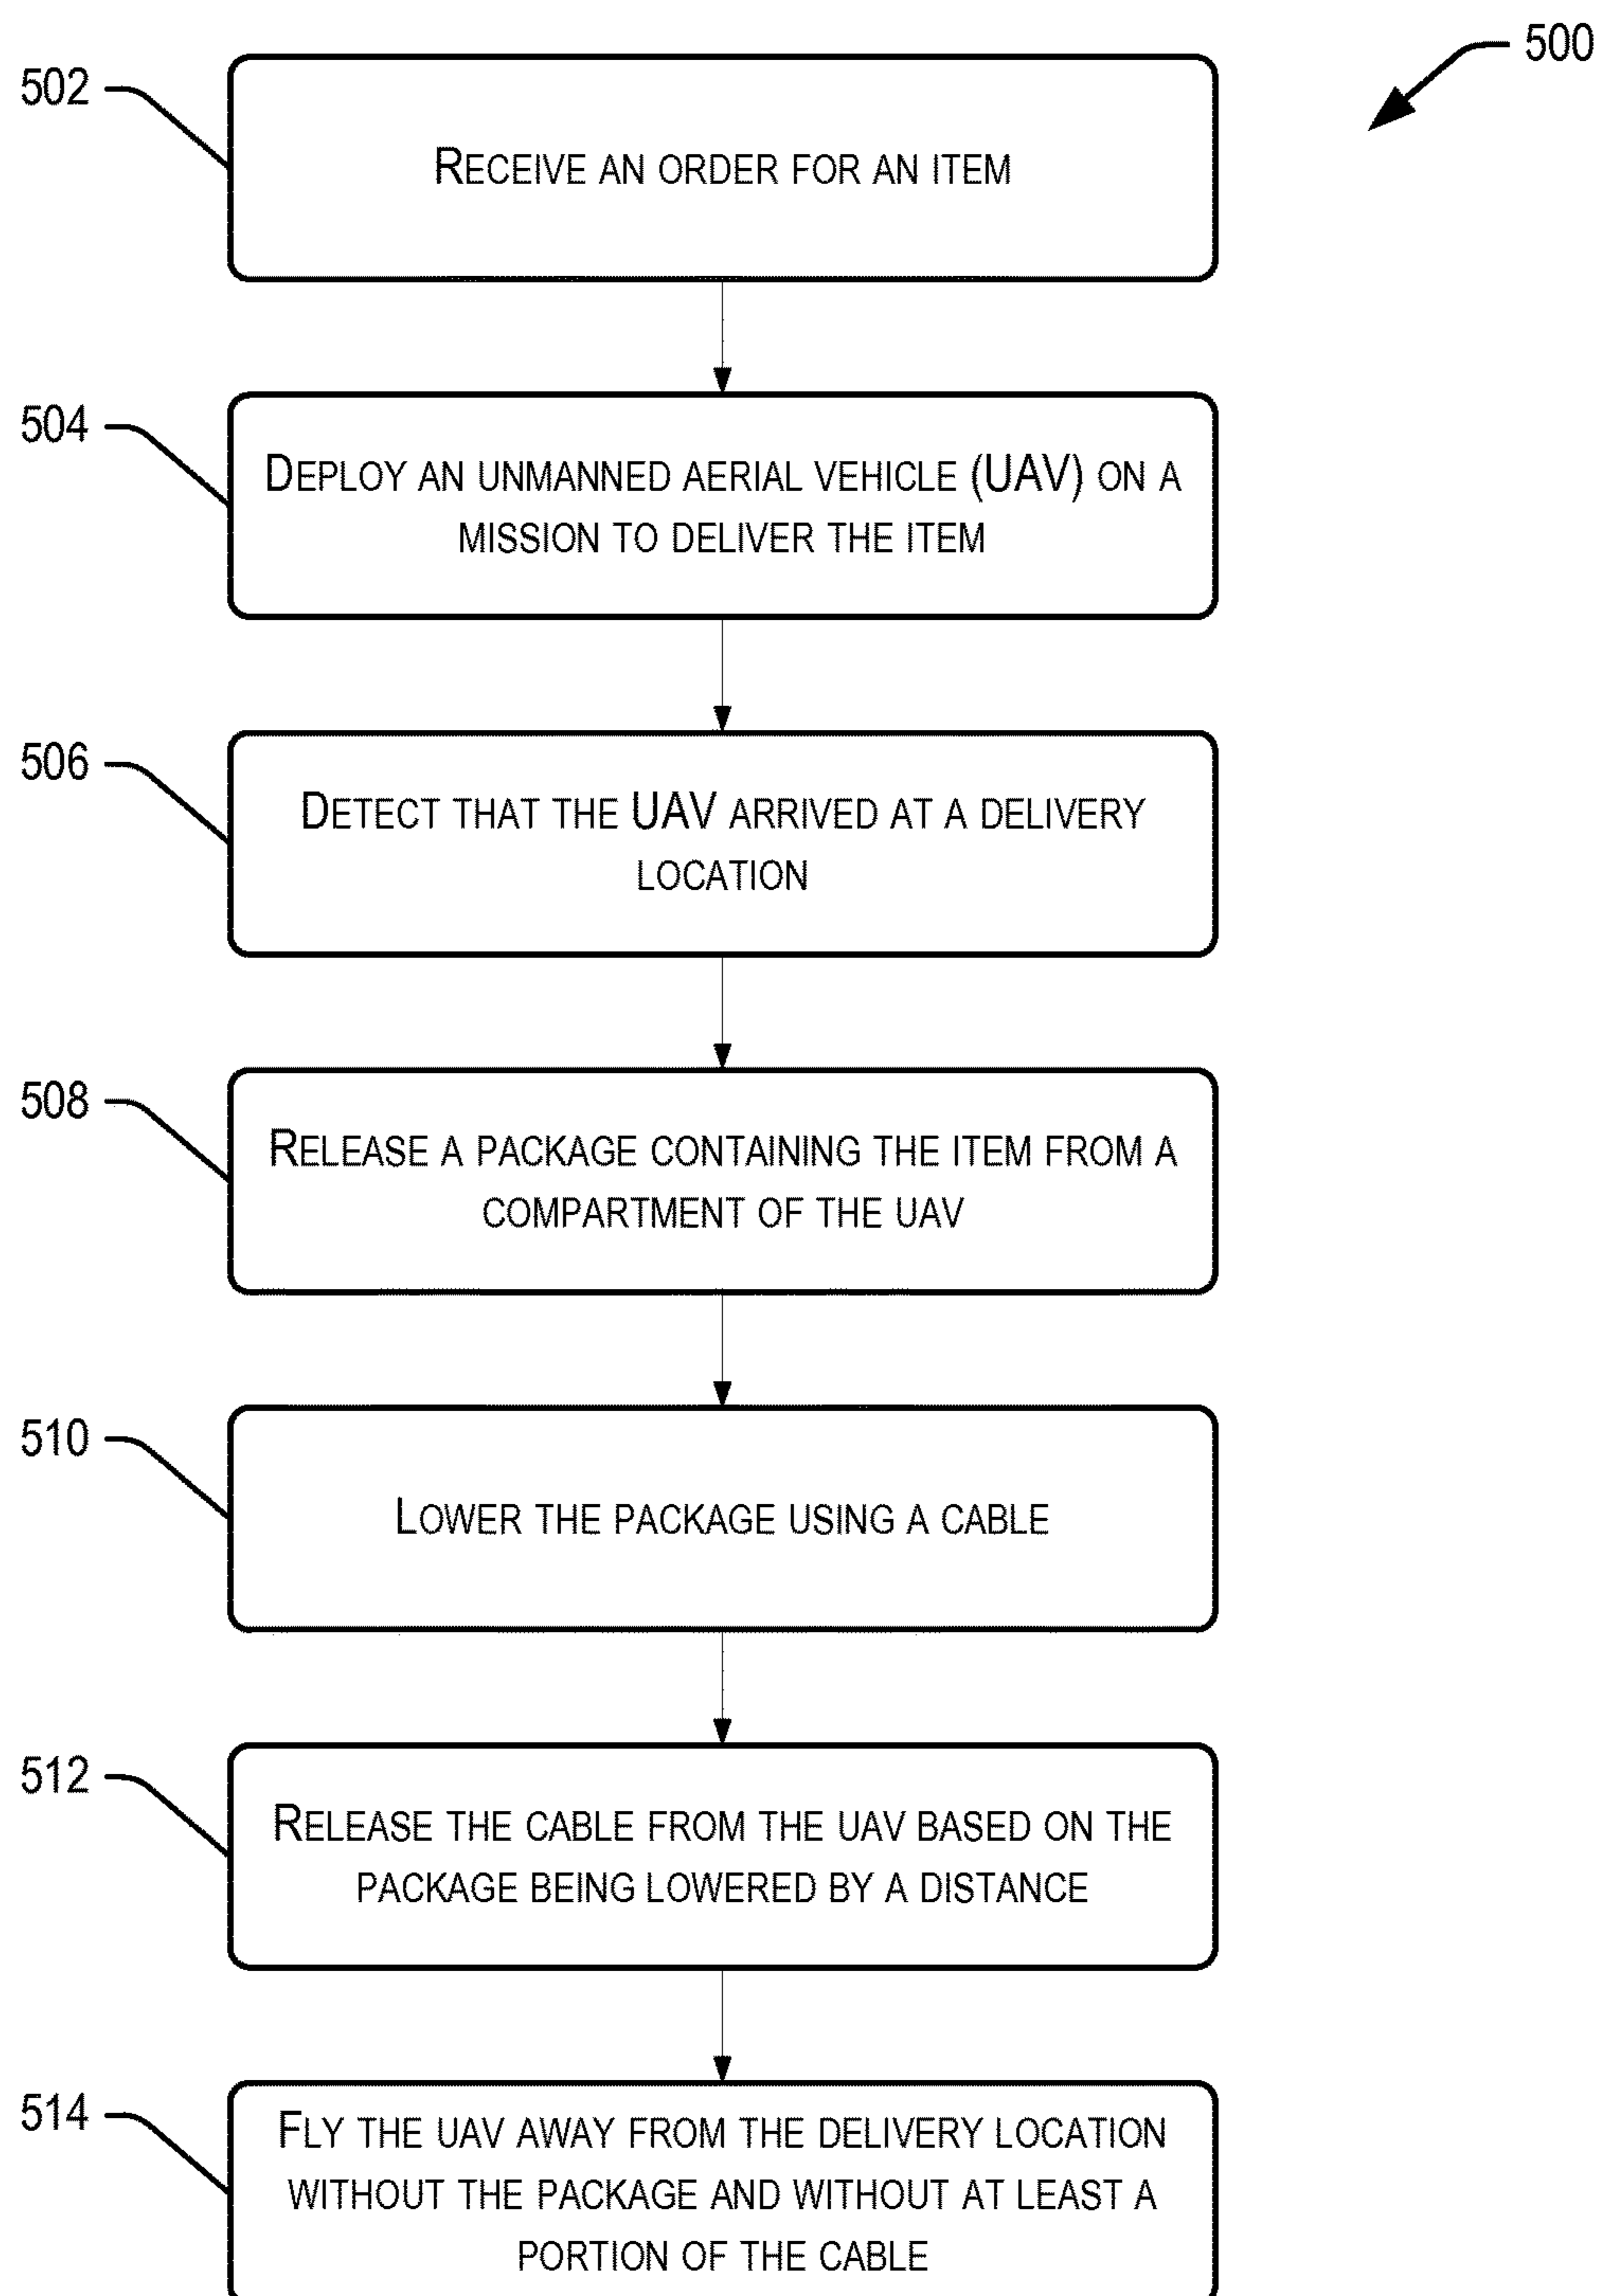 500
502
RECEIVE AN ORDER FOR AN ITEM
504
DEPLOY AN UNMANNED AERIAL VEHICLE (UAV) ON A
MISSION TO DELIVER THE ITEM
506
DETECT THAT THE UAV ARRIVED AT A DELIVERY
LOCATION
508
RELEASE A PACKAGE CONTAINING THE ITEM FROM A
COMPARTMENT OF THE UAV
510
LOWER THE PACKAGE USING A CABLE
512
RELEASE THE CABLE FROM THE UAV BASED ON THE
PACKAGE BEING LOWERED BY A DISTANCE
514
FLY THE UAV AWAY FROM THE DELIVERY LOCATION
WITHOUT THE PACKAGE AND WITHOUT AT LEAST A
PORTION OF THE CABLE